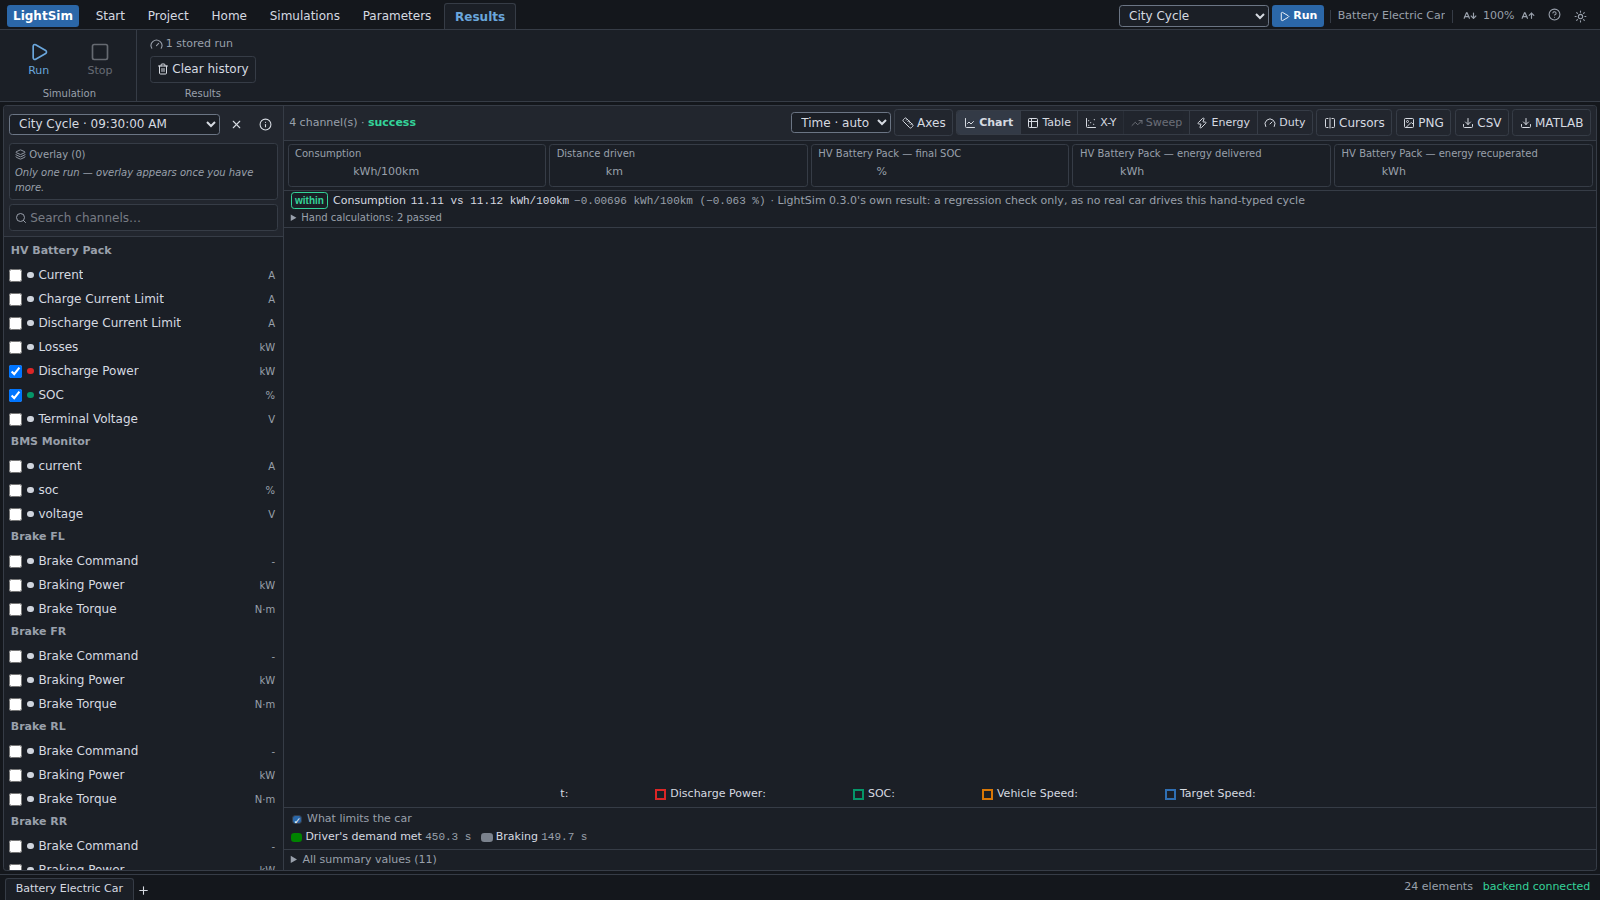 LightSim Start Project Home Simulations Parameters Results City Cycle Run Battery Electric Car A 100% A
Run Stop
Simulation
1 stored run
Clear history
Results
City Cycle · 09:30:00 AM
Overlay (0)
Only one run — overlay appears once you have more.
Search channels...
HV Battery Pack
Current A
Charge Current Limit A
Discharge Current Limit A
Losses kW
Discharge Power kW
SOC %
Terminal Voltage V
BMS Monitor
current A
soc %
voltage V
Brake FL
Brake Command -
Braking Power kW
Brake Torque N·m
Brake FR
Brake Command -
Braking Power kW
Brake Torque N·m
Brake RL
Brake Command -
Braking Power kW
Brake Torque N·m
Brake RR
Brake Command -
Braking Power kW
4 channel(s) · success
Time · auto Axes Chart Table X-Y Sweep Energy Duty Cursors PNG CSV MATLAB
Consumption
kWh/100km
Distance driven
km
HV Battery Pack — final SOC
%
HV Battery Pack — energy delivered
kWh
HV Battery Pack — energy recuperated
kWh
within Consumption 11.11 vs 11.12 kWh/100km −0.00696 kWh/100km (−0.063 %) · LightSim 0.3.0's own result: a regression check only, as no real car drives this hand-typed cycle
Hand calculations: 2 passed
t: Discharge Power: SOC: Vehicle Speed: Target Speed:
What limits the car
Driver's demand met 450.3 s Braking 149.7 s
All summary values (11)
Battery Electric Car +
24 elements backend connected